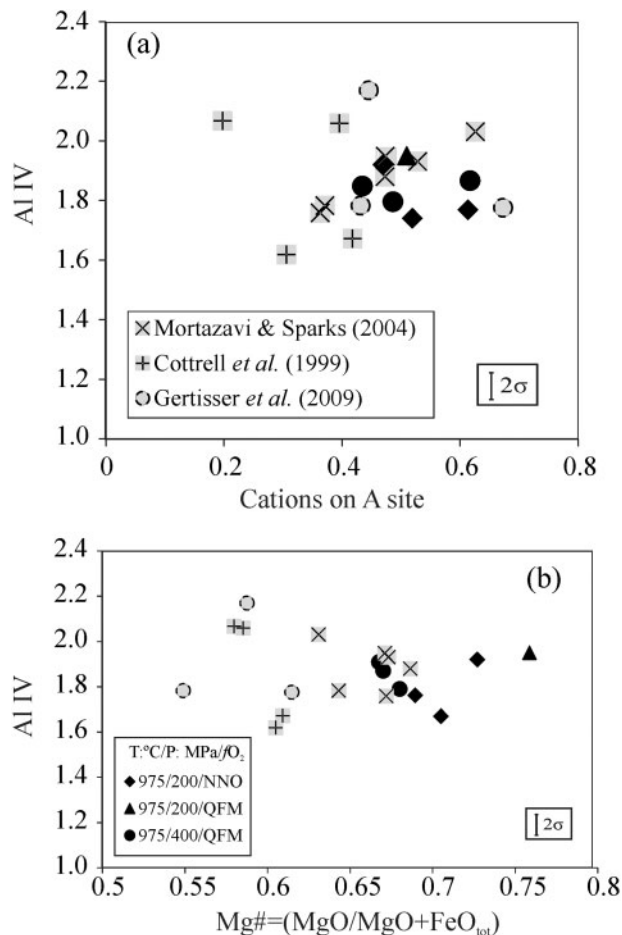 (a)
2.4
2.2
2.0
1.8
1.6
1.4
1.2
1.0
Al IV
Mortazavi & Sparks (2004)
Cottrell et al. (1999)
Gertisser et al. (2009)
2σ
0 0.2 0.4 0.6 0.8
Cations on A site
(b)
2.4
2.2
2.0
1.8
1.6
1.4
1.2
1.0
Al IV
T:ºC/P: MPa/fO₂
975/200/NNO
975/200/QFM
975/400/QFM
2σ
0.5 0.55 0.6 0.65 0.7 0.75 0.8
Mg#=(MgO/MgO+FeOtot)